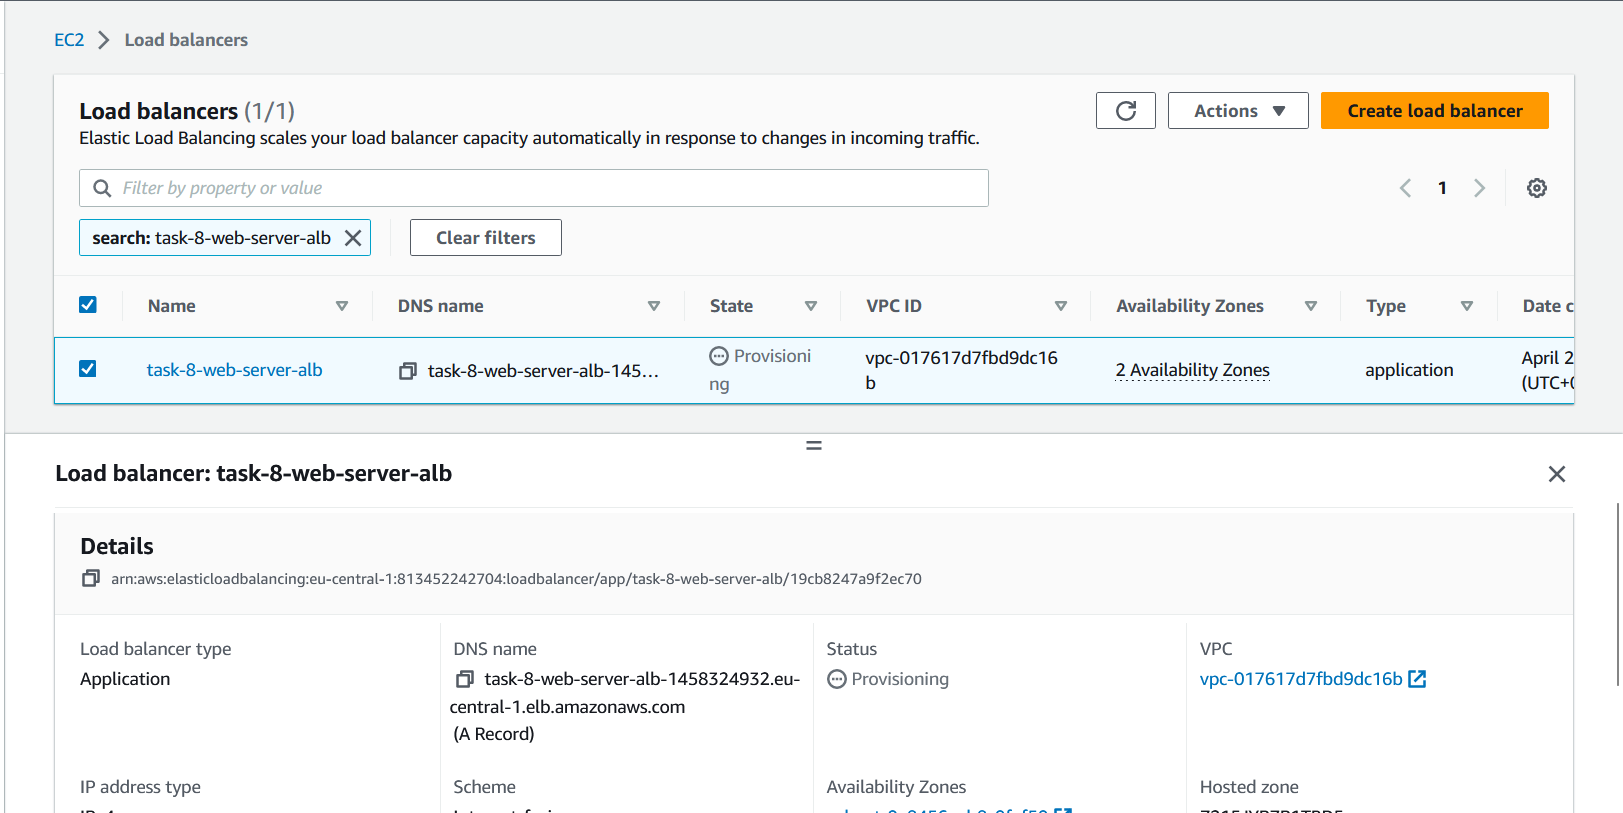 EC2 > Load balancers
Load balancers (1/1)
Actions
Create load balancer
Elastic Load Balancing scales your load balancer capacity automatically in response to changes in incoming traffic.
Filter by property or value
1
search: task-8-web-server-alb
Clear filters
Name
DNS name
State
VPC ID
Availability Zones
Type
Date c
task-8-web-server-alb
task-8-web-server-alb-145...
Provisioni
ng
vpc-017617d7fbd9dc16
b
2 Availability Zones
application
April 2
(UTC+0
Load balancer: task-8-web-server-alb
Details
arn:aws:elasticloadbalancing:eu-central-1:813452242704:loadbalancer/app/task-8-web-server-alb/19cb8247a9f2ec70
Load balancer type
Application
DNS name
task-8-web-server-alb-1458324932.eu-
central-1.elb.amazonaws.com
(A Record)
Status
Provisioning
VPC
vpc-017617d7fbd9dc16b
IP address type
Scheme
Availability Zones
Hosted zone